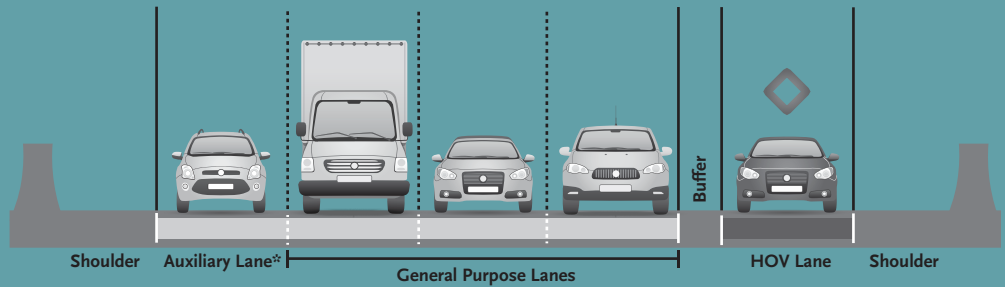 Buffer
Shoulder
Auxiliary Lane*
General Purpose Lanes
HOV Lane
Shoulder